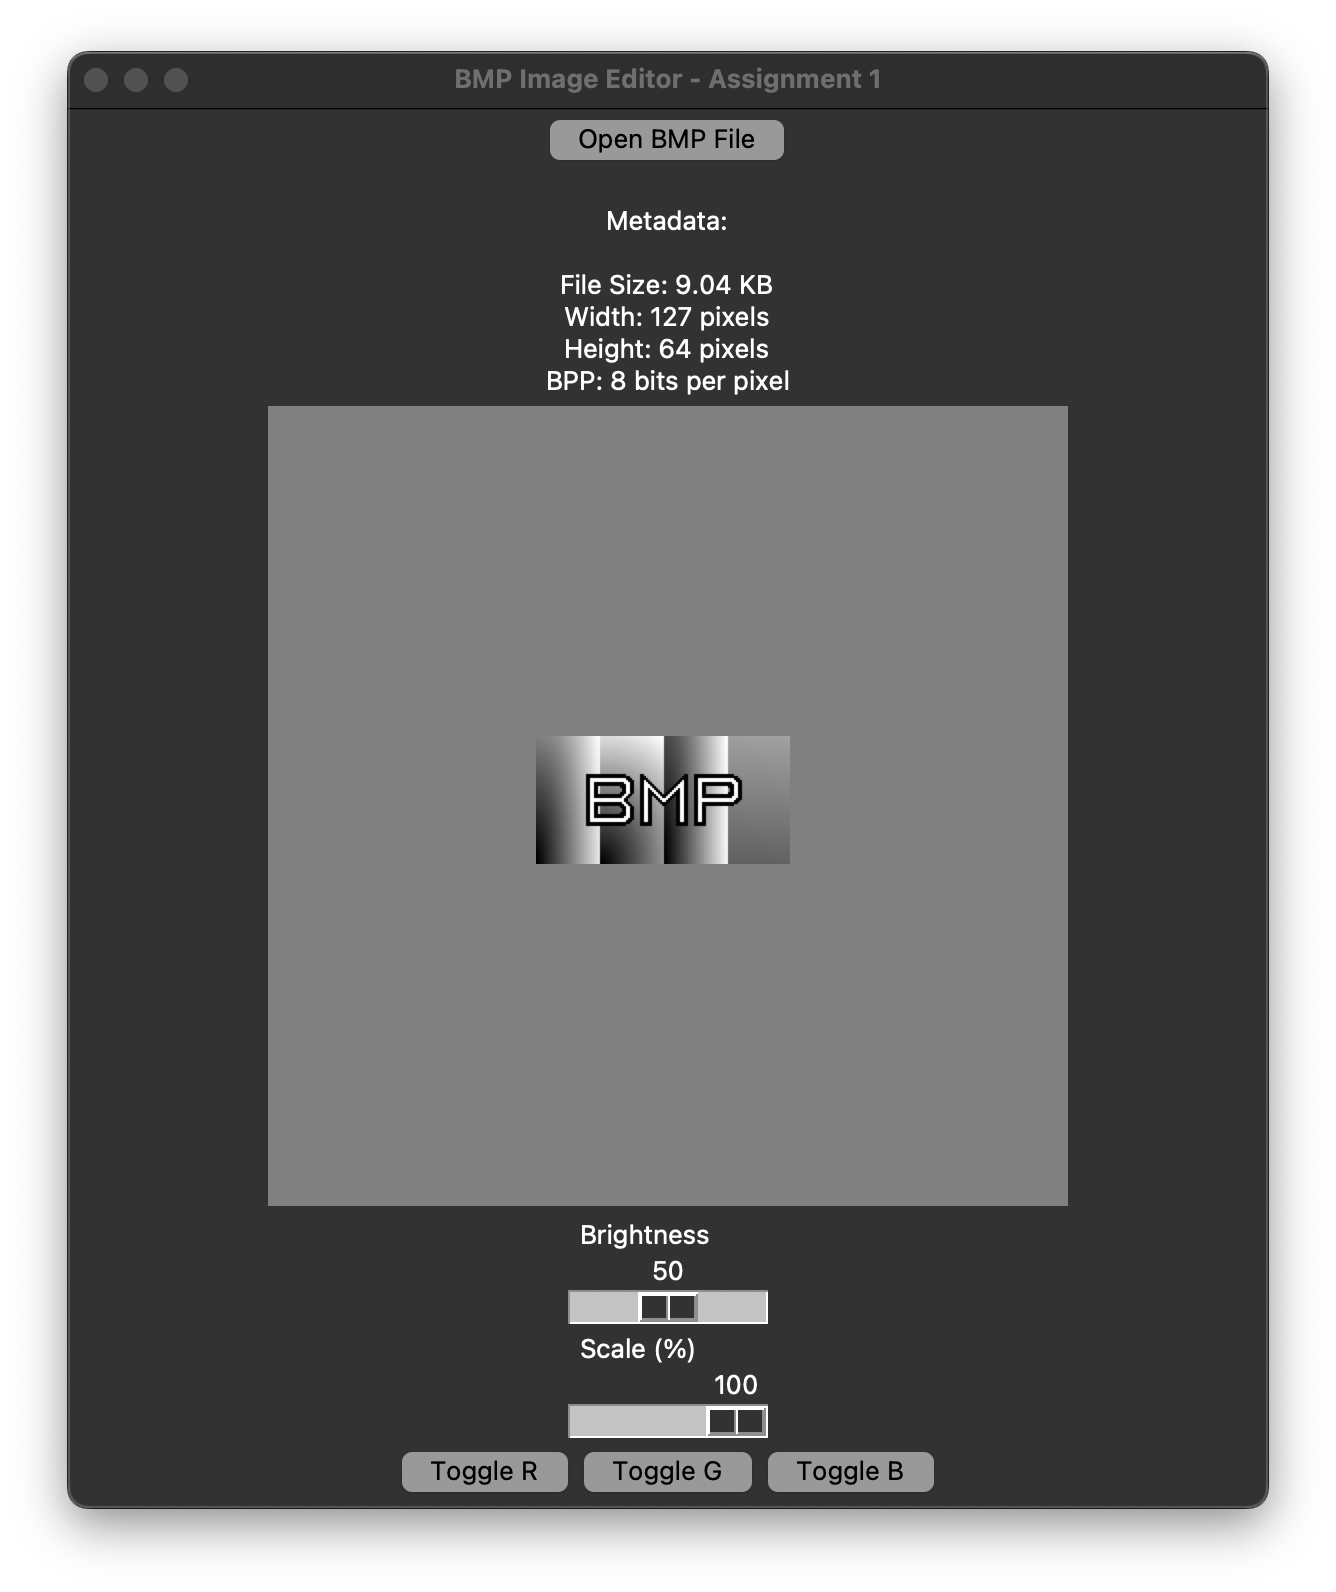 BMP Image Editor - Assignment 1
Open BMP File
Metadata:
File Size: 9.04 KB
Width: 127 pixels
Height: 64 pixels
BPP: 8 bits per pixel
BMP
Brightness
50
Scale (%)
100
Toggle R Toggle G Toggle B